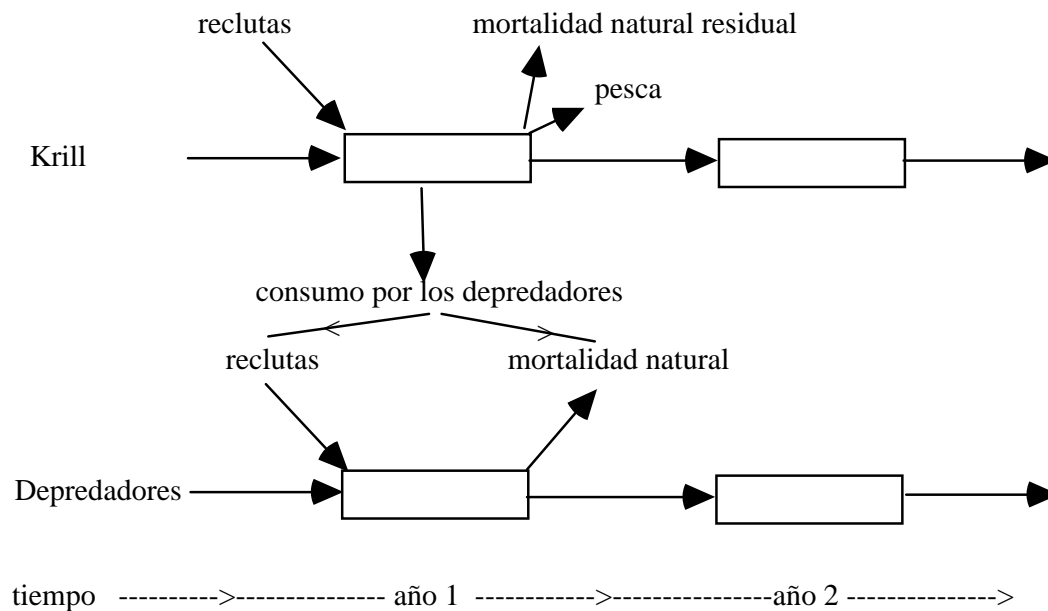 reclutas
mortalidad natural residual
pesca
Krill
consumo por los depredadores
reclutas
mortalidad natural
Depredadores
tiempo ----------->--------------- año 1 ------------>----------------año 2 --------------->